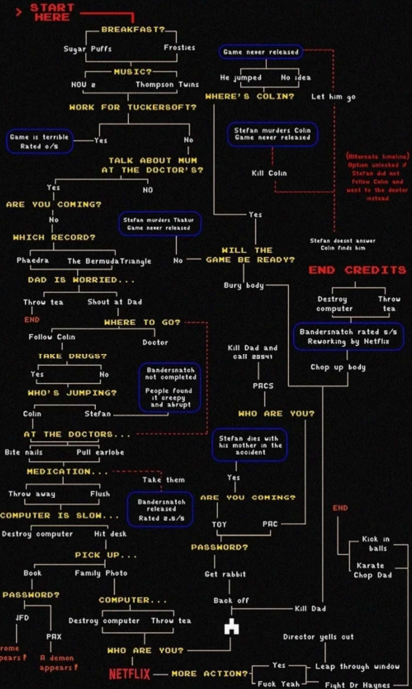 > START
HERE
BREAKFAST?
Sugar Puffs
Frosties
MUSIC?
NOW 2
Thompson Twins
WORK FOR TUCKERSOFT?
Game is terrible
Rated 0/5
Yes
No
TALK ABOUT MUM
AT THE DOCTOR'S?
Yes
NO
ARE YOU COMING?
No
WHICH RECORD?
Phaedra
The BermudaTriangle
DAD IS WORRIED...
Throw tea
Shout at Dad
END
WHERE TO GO?
Follow Colin
Doctor
TAKE DRUGS?
Yes
No
WHO'S JUMPING?
Colin
Stefan
Bandersnatch
not completed
People found
it creepy
and abrupt
AT THE DOCTORS...
Bite nails
Pull earlobe
MEDICATION...
Take them
Throw away
Flush
Bandersnatch
released
Rated 2.5/5
COMPUTER IS SLOW...
Destroy computer
Hit desk
PICK UP...
Book
Family Photo
PASSWORD?
COMPUTER...
JFD
PAX
Destroy computer
Throw tea
rome
pears?
A demon
appears!
WHO ARE YOU?
NETFLIX
MORE ACTION?
Yes
Fuck Yeah
Game never released
He jumped
No idea
WHERE'S COLIN?
Let him go
Stefan murders Colin
Game never released
Kill Colin
(Alternate timeline)
Option unlocked if
Stefan did not
Follow Colin and
went to the doctor
instead
Stefan murders Thakur
Game never released
Yes
No
WILL THE
GAME BE READY?
Bury body
Stefan doesnt answer
Colin finds him
END CREDITS
Destroy
computer
Throw
tea
Bandersnatch rated 5/5
Reworking by Netflix
Chop up body
Kill Dad and
call 20541
PACS
WHO ARE YOU?
Stefan dies with
his mother in the
accident
Yes
ARE YOU COMING?
TOY
PAC
PASSWORD?
Get rabbit
Back off
Kill Dad
END
Kick in
balls
Karate
Chop Dad
Director yells cut
Leap through window
Fight Dr Haynes